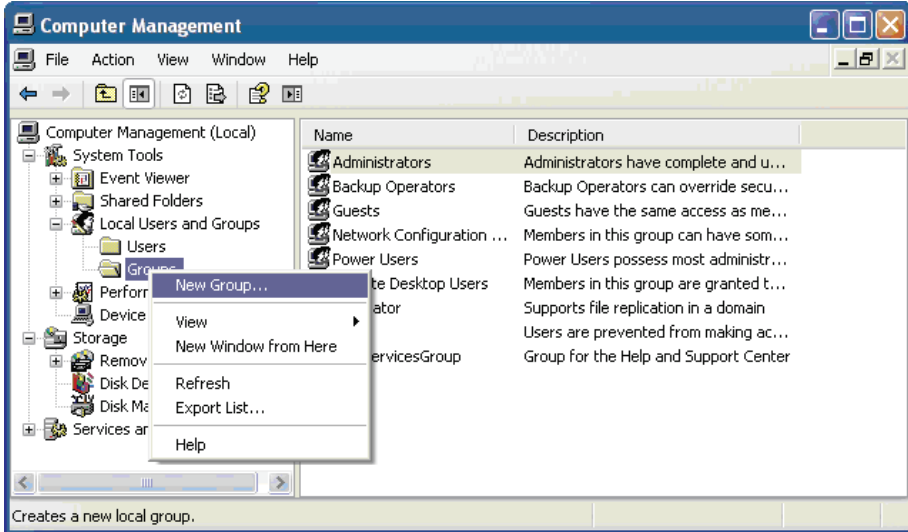 Computer Management
File Action View Window Help
Computer Management (Local)
System Tools
Event Viewer
Shared Folders
Local Users and Groups
Users
Groups
Perforr
Device
Storage
Remov
Disk De
Disk Ma
Services ar
New Group...
View
New Window from Here
Refresh
Export List...
Help
Name Description
Administrators Administrators have complete and u...
Backup Operators Backup Operators can override secu...
Guests Guests have the same access as me...
Network Configuration ... Members in this group can have som...
Power Users Power Users possess most administr...
te Desktop Users Members in this group are granted t...
ator Supports file replication in a domain
Users are prevented from making ac...
ervicesGroup Group for the Help and Support Center
Creates a new local group.